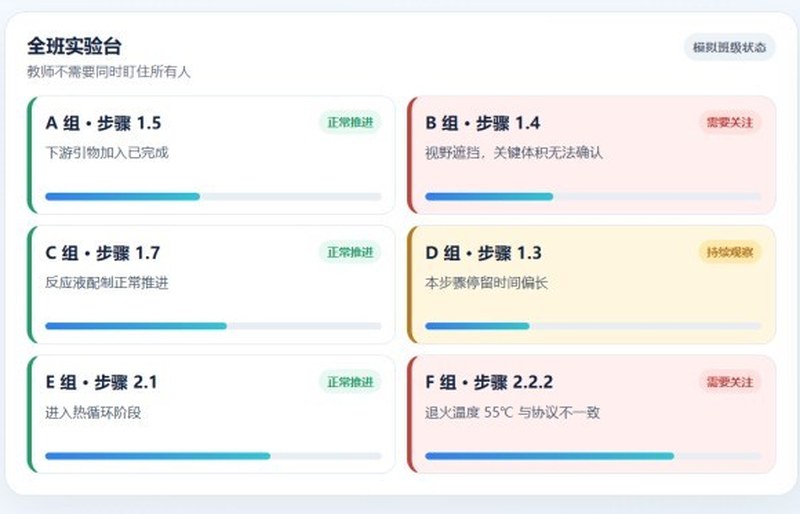 全班实验台
模拟班级状态
教师不需要同时盯住所有人
A 组 · 步骤 1.5
正常推进
下游引物加入已完成
B 组 · 步骤 1.4
需要关注
视野遮挡，关键体积无法确认
C 组 · 步骤 1.7
正常推进
反应液配制正常推进
D 组 · 步骤 1.3
持续观察
本步骤停留时间偏长
E 组 · 步骤 2.1
正常推进
进入热循环阶段
F 组 · 步骤 2.2.2
需要关注
退火温度 55℃ 与协议不一致